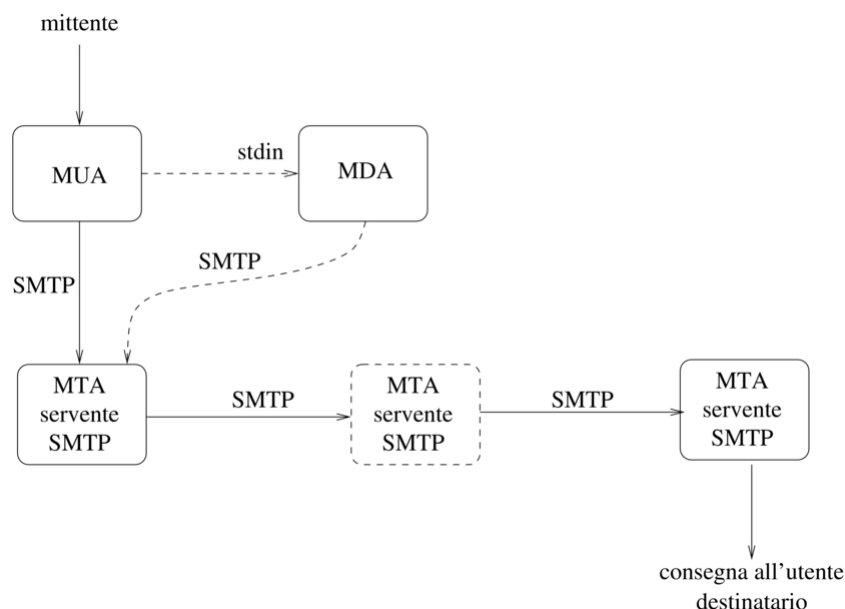 mittente
MUA
stdin
MDA
SMTP
SMTP
MTA
servente
SMTP
SMTP
MTA
servente
SMTP
SMTP
MTA
servente
SMTP
consegna all'utente
destinatario